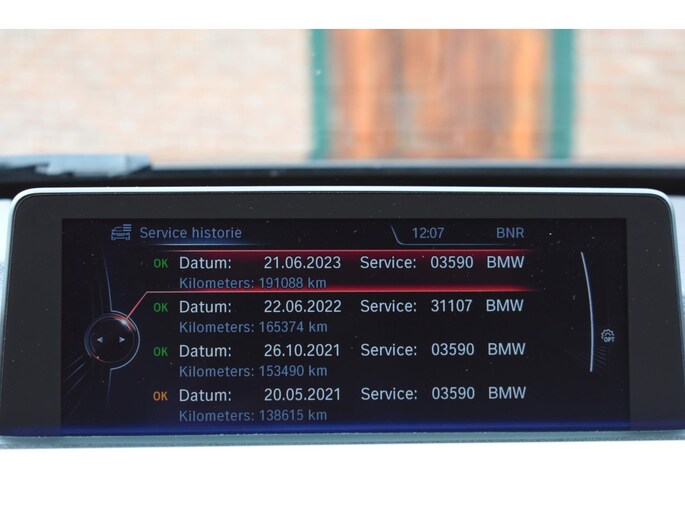 Service historie 12:07 BNR
OK Datum: 21.06.2023 Service: 03590 BMW
Kilometers: 191088 km
OK Datum: 22.06.2022 Service: 31107 BMW
Kilometers: 165374 km
OK Datum: 26.10.2021 Service: 03590 BMW
Kilometers: 153490 km
OK Datum: 20.05.2021 Service: 03590 BMW
Kilometers: 138615 km
OPT